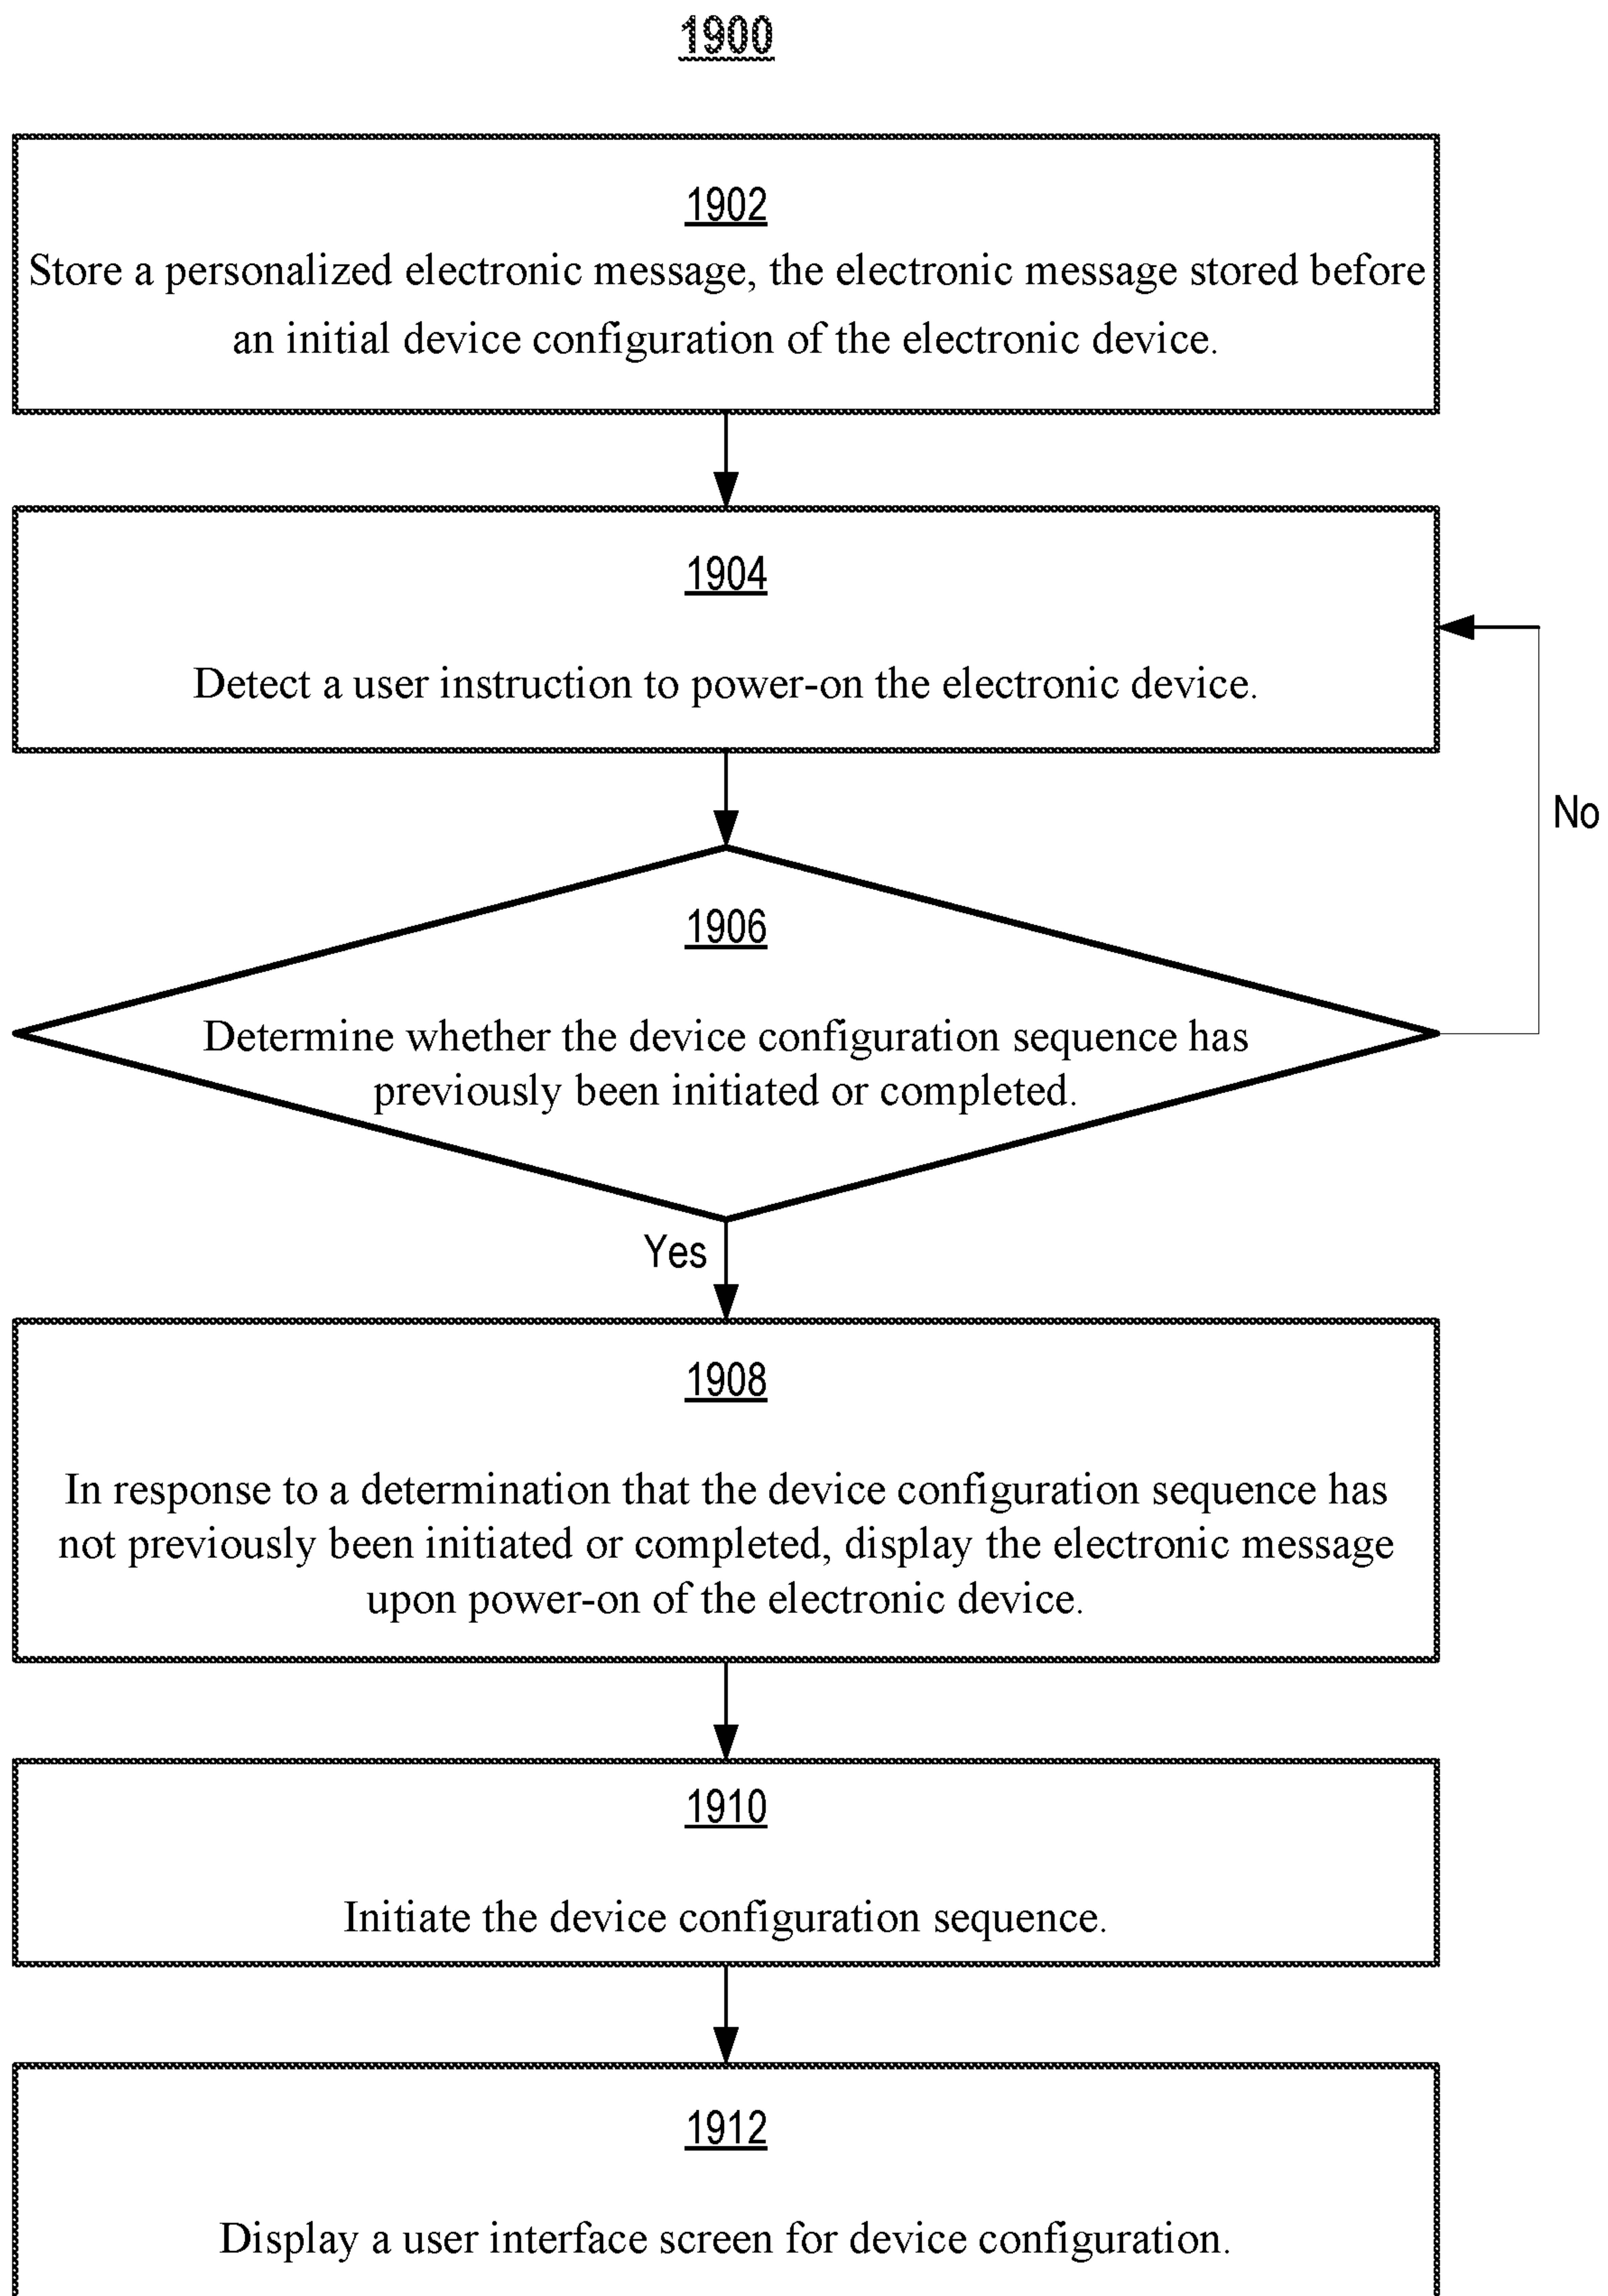 1900
1902
Store a personalized electronic message, the electronic message stored before
an initial device configuration of the electronic device.
1904
Detect a user instruction to power-on the electronic device.
No
1906
Determine whether the device configuration sequence has
previously been initiated or completed.
Yes
1908
In response to a determination that the device configuration sequence has
not previously been initiated or completed, display the electronic message
upon power-on of the electronic device.
1910
Initiate the device configuration sequence.
1912
Display a user interface screen for device configuration.